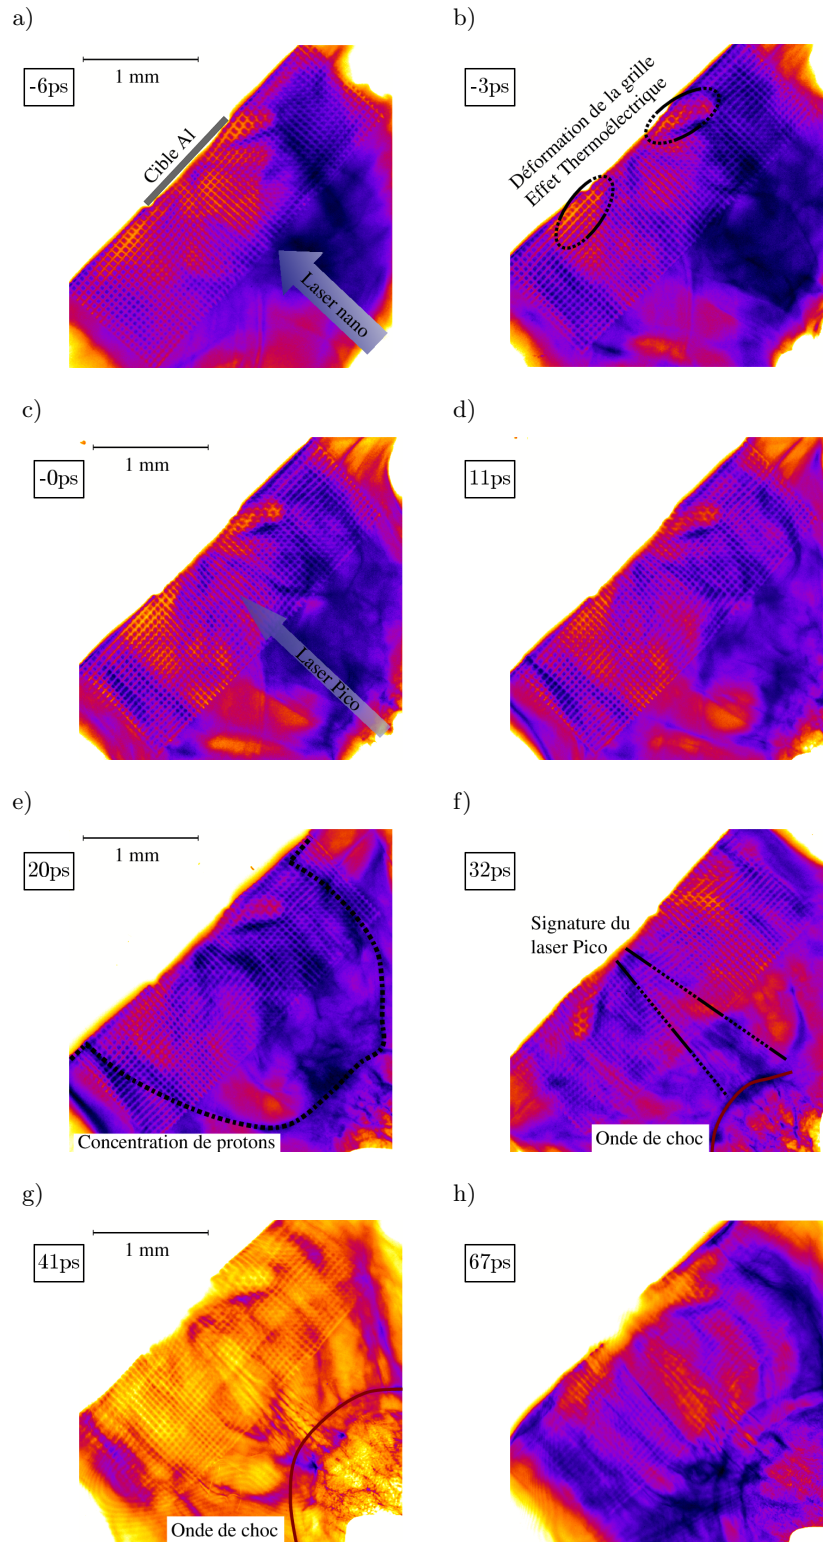 a)
-6ps
1 mm
Cible Al
Laser nano
b)
-3ps
Déformation de la grille
Effet Thermoélectrique
c)
-0ps
1 mm
Laser Pico
d)
11ps
e)
20ps
1 mm
Concentration de protons
f)
32ps
Signature du
laser Pico
Onde de choc
g)
41ps
1 mm
Onde de choc
h)
67ps